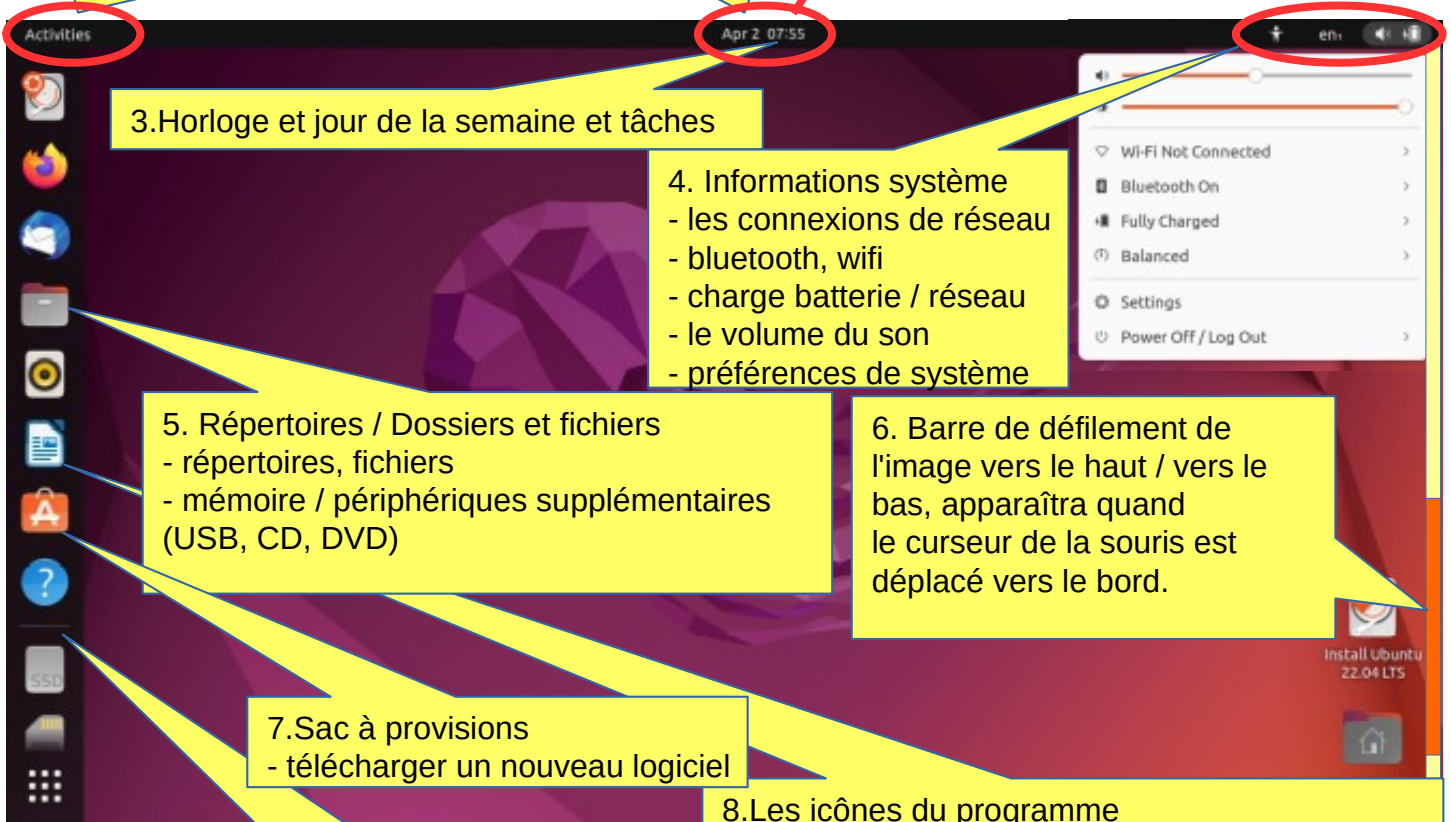 Activities
Apr 2 07:55
en₁
3.Horloge et jour de la semaine et tâches
4. Informations système
- les connexions de réseau
- bluetooth, wifi
- charge batterie / réseau
- le volume du son
- préférences de système
Wi-Fi Not Connected
Bluetooth On
Fully Charged
Balanced
Settings
Power Off / Log Out
5. Répertoires / Dossiers et fichiers
- répertoires, fichiers
- mémoire / périphériques supplémentaires
(USB, CD, DVD)
6. Barre de défilement de
l'image vers le haut / vers le
bas, apparaîtra quand
le curseur de la souris est
déplacé vers le bord.
Install Ubuntu
22.04 LTS
SSD
7.Sac à provisions
- télécharger un nouveau logiciel
8.Les icônes du programme